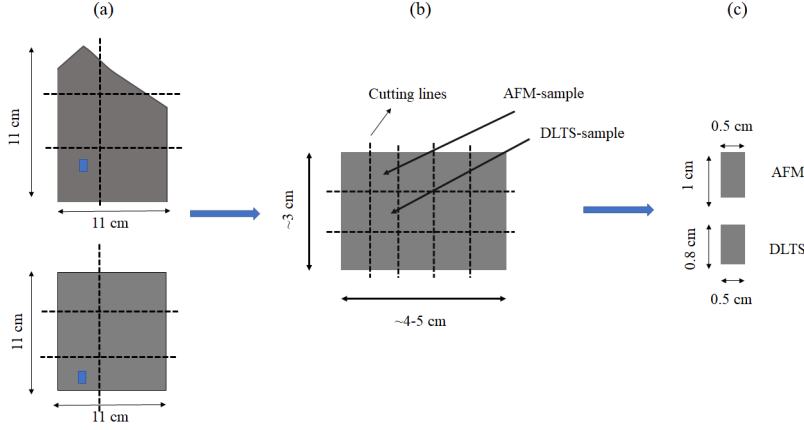 (a)
(b)
(c)
11 cm
11 cm
11 cm
11 cm
Cutting lines
AFM-sample
DLTS-sample
~3 cm
~4-5 cm
0.5 cm
1 cm
AFM
0.8 cm
DLTS
0.5 cm